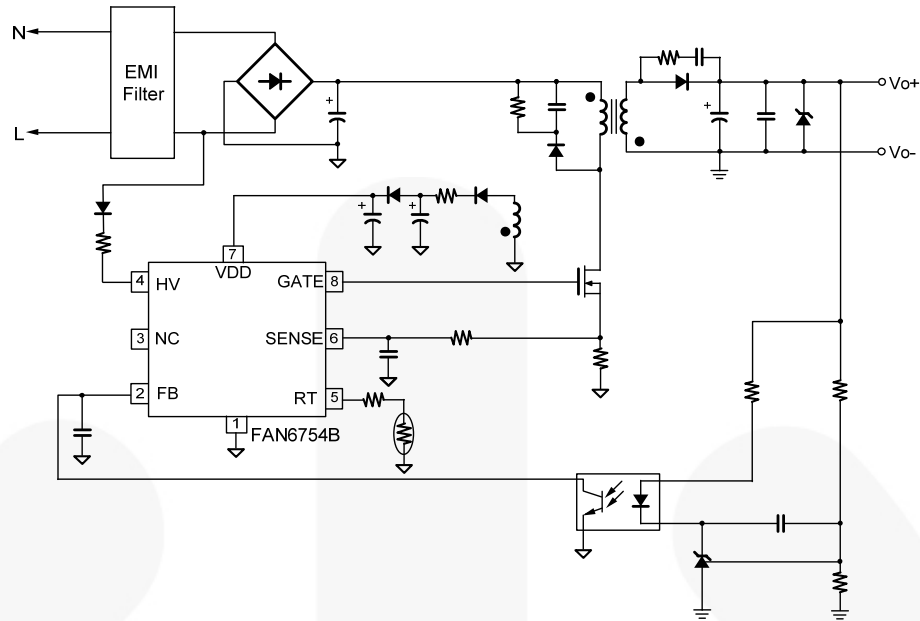 N
EMI
Filter
L
+
+
Vo+
Vo-
+
+
7
VDD
4
HV
GATE
8
3
NC
SENSE
6
2
FB
RT
5
1
FAN6754B